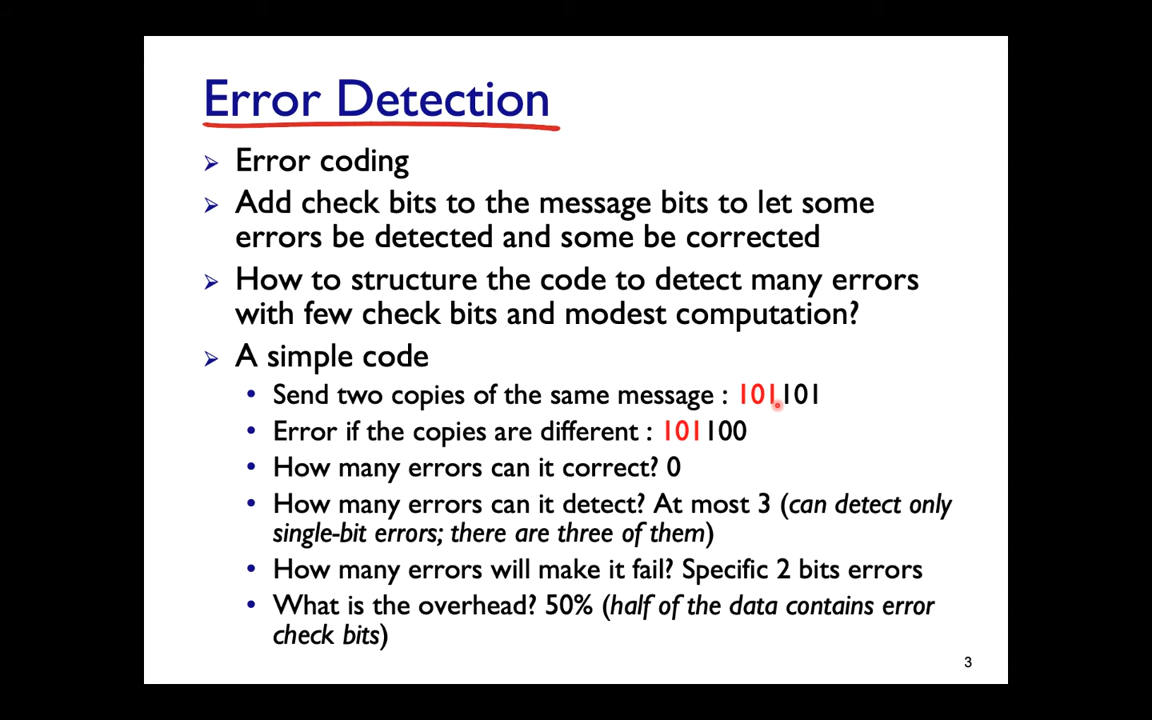 Error Detection
Error coding
Add check bits to the message bits to let some
errors be detected and some be corrected
How to structure the code to detect many errors
with few check bits and modest computation?
A simple code
Send two copies of the same message : 101101
Error if the copies are different : 101100
How many errors can it correct? 0
How many errors can it detect? At most 3 (can detect only
single-bit errors; there are three of them)
How many errors will make it fail? Specific 2 bits errors
What is the overhead? 50% (half of the data contains error
check bits)
3